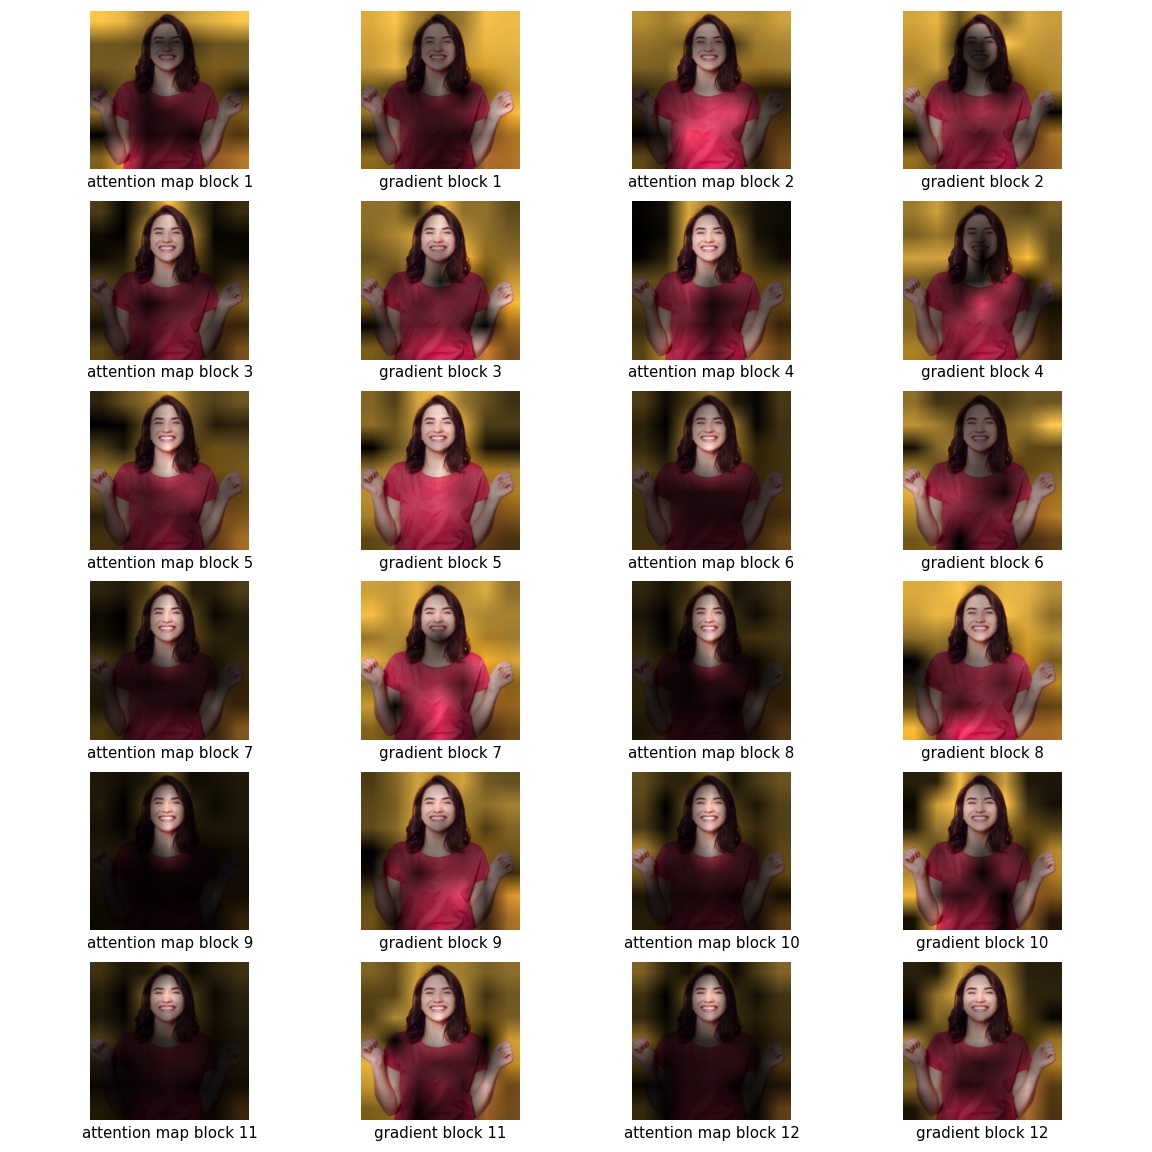 attention map block 1
gradient block 1
attention map block 2
gradient block 2
attention map block 3
gradient block 3
attention map block 4
gradient block 4
attention map block 5
gradient block 5
attention map block 6
gradient block 6
attention map block 7
gradient block 7
attention map block 8
gradient block 8
attention map block 9
gradient block 9
attention map block 10
gradient block 10
attention map block 11
gradient block 11
attention map block 12
gradient block 12